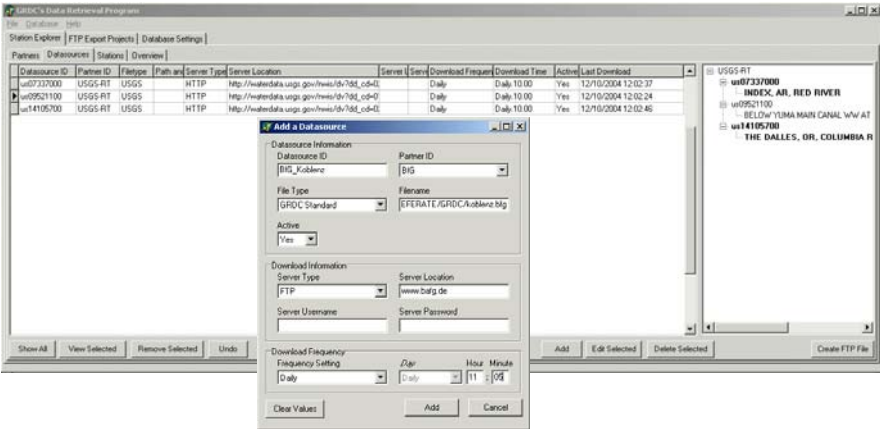 GRDC's Data Retrieval Program
File Database Help
Station Explorer FTP Export Projects Database Settings
Partners Datasources Stations Overview
Datasource ID Partner ID Filetype Path an Server Type Server Location Server L Serv Download Frequen Download Time Active Last Download
us07337000 USGS-RT USGS HTTP http://waterdata.usgs.gov/nwis/dv?dd_cd=0 Daily Daily.10.00 Yes 12/10/2004 12:02:37
us09521100 USGS-RT USGS HTTP http://waterdata.usgs.gov/nwis/dv?dd_cd=0 Daily Daily.10.00 Yes 12/10/2004 12:02:24
us14105700 USGS-RT USGS HTTP http://waterdata.usgs.gov/nwis/dv?dd_cd=0 Daily Daily.10.00 Yes 12/10/2004 12:02:46
USGS-RT
us07337000
INDEX, AR, RED RIVER
us09521100
BELOW YUMA MAIN CANAL WW AT
us14105700
THE DALLES, OR, COLUMBIA R
Add a Datasource
Datasource Information
Datasource ID Partner ID
BfG_Koblenz BfG
File Type Filename
GRDC Standard EFERATE/GRDC/koblenz.bfg
Active
Yes
Download Information
Server Type Server Location
FTP www.bafg.de
Server Username Server Password
Download Frequency
Frequency Setting Day Hour Minute
Daily Daily 11 : 05
Clear Values Add Cancel
Show All View Selected Remove Selected Undo Add Edit Selected Delete Selected Create FTP File